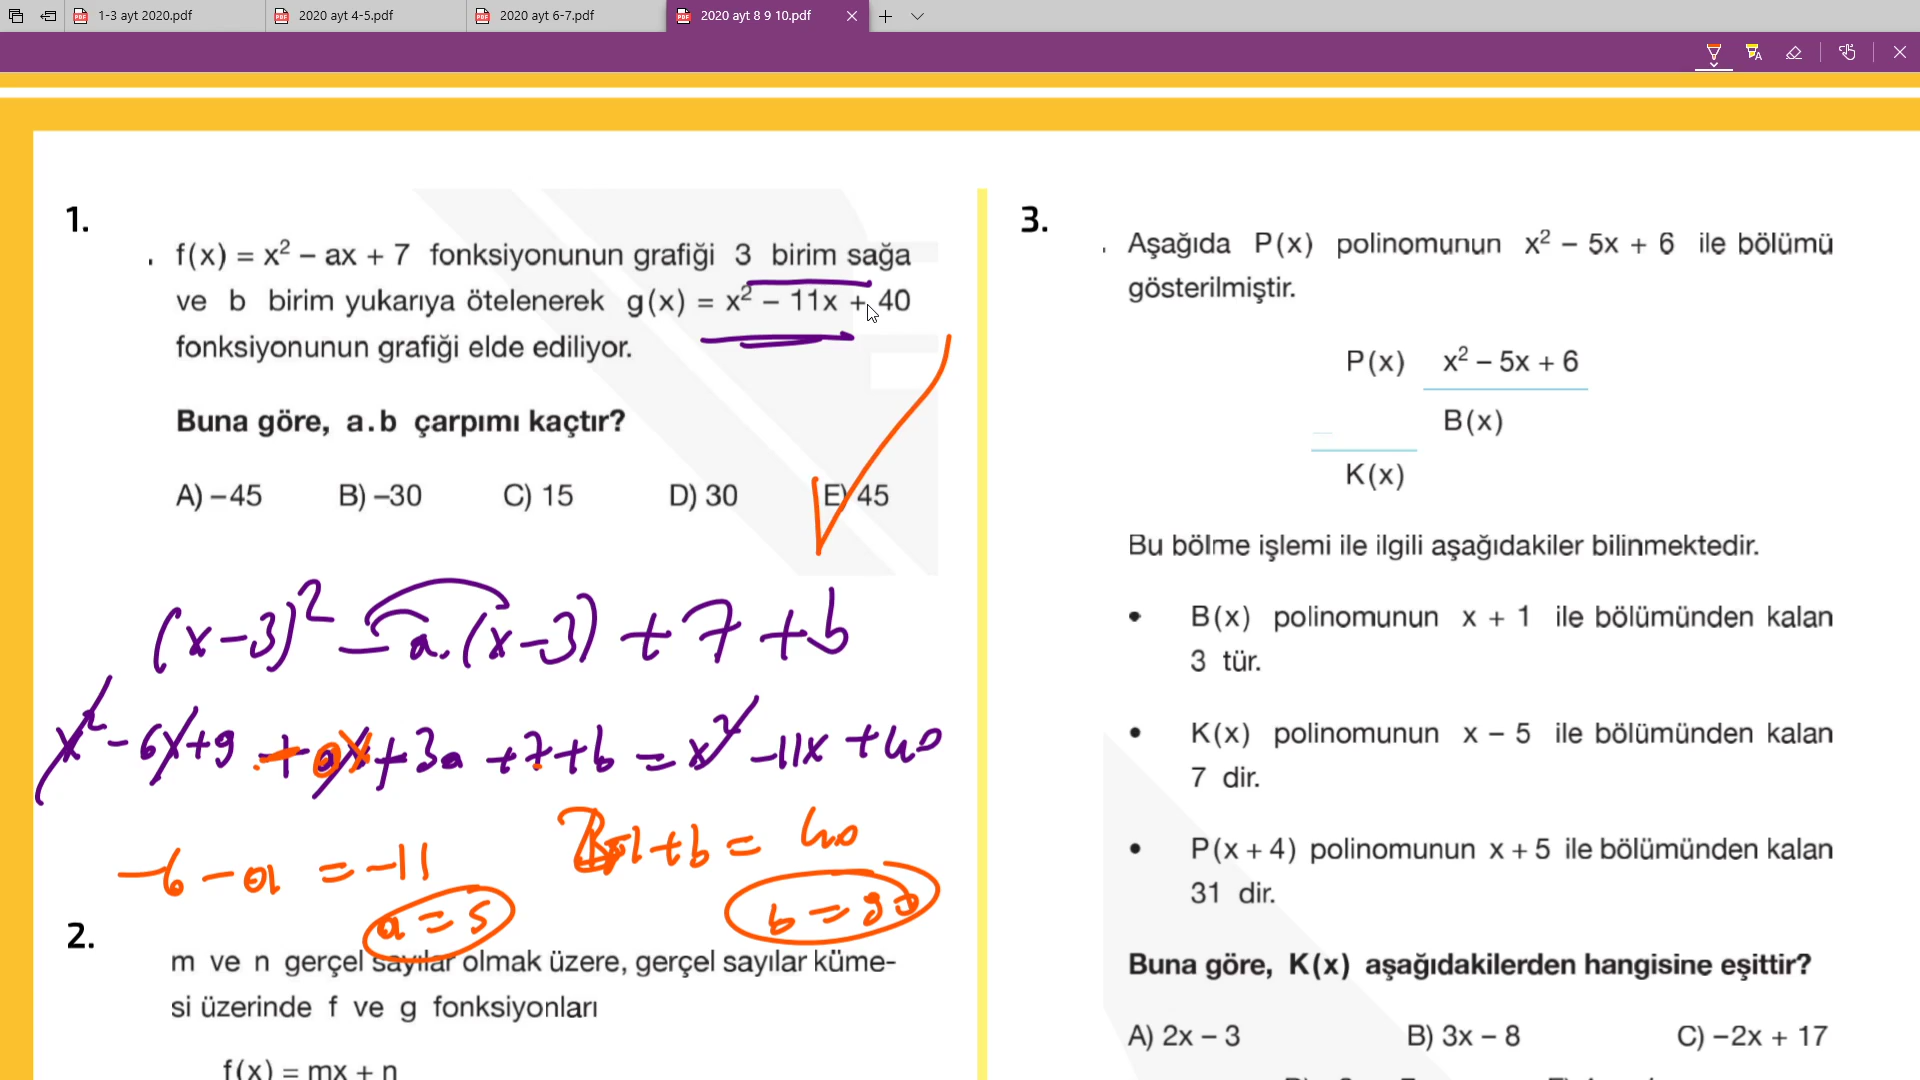 1-3 ayt 2020.pdf
2020 ayt 4-5.pdf
2020 ayt 6-7.pdf
2020 ayt 8 9 10.pdf
1.
f(x) = x² – ax + 7 fonksiyonunun grafiği 3 birim sağa
ve b birim yukarıya ötelenerek g(x) = x² – 11x + 40
fonksiyonunun grafiği elde ediliyor.
Buna göre, a.b çarpımı kaçtır?
A) –45 B) –30 C) 15 D) 30 E) 45
(x-3)² - a.(x-3) + 7 + b
x² - 6x + 9 - ax + 3a + 7 + b = x² - 11x + 40
-6 - a = -11
+ b = 40
a = 5
2.
m ve n gerçel sayılar olmak üzere, gerçel sayılar küme-
si üzerinde f ve g fonksiyonları
f(x) = mx + n
3.
Aşağıda P(x) polinomunun x² – 5x + 6 ile bölümü
gösterilmiştir.
P(x) x² – 5x + 6
B(x)
K(x)
Bu bölme işlemi ile ilgili aşağıdakiler bilinmektedir.
• B(x) polinomunun x + 1 ile bölümünden kalan
3 tür.
• K(x) polinomunun x – 5 ile bölümünden kalan
7 dir.
• P(x + 4) polinomunun x + 5 ile bölümünden kalan
31 dir.
Buna göre, K(x) aşağıdakilerden hangisine eşittir?
A) 2x – 3 B) 3x – 8 C) –2x + 17